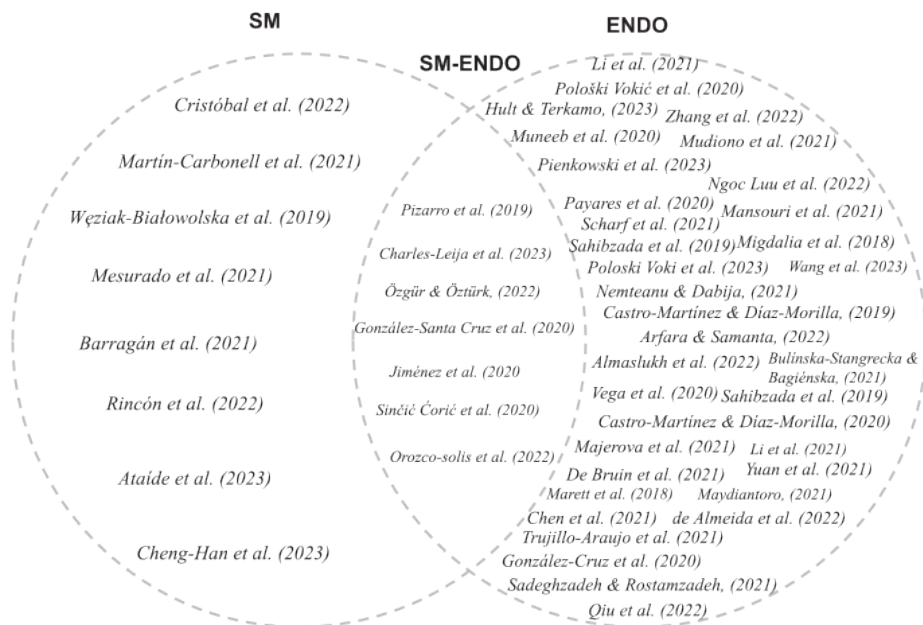 SM
SM-ENDO
ENDO
Cristóbal et al. (2022)
Martín-Carbonell et al. (2021)
Węziak-Białowolska et al. (2019)
Mesurado et al. (2021)
Barragán et al. (2021)
Rincón et al. (2022)
Ataíde et al. (2023)
Cheng-Han et al. (2023)
Pizarro et al. (2019)
Charles-Leija et al. (2023)
Özgür & Öztürk, (2022)
González-Santa Cruz et al. (2020)
Jiménez et al. (2020
Sinčić Ćorić et al. (2020)
Orozco-solis et al. (2022)
Li et al. (2021)
Pološki Vokić et al. (2020)
Hult & Terkamo, (2023)
Zhang et al. (2022)
Muneeb et al. (2020)
Mudiono et al. (2021)
Pienkowski et al. (2023)
Ngoc Luu et al. (2022)
Payares et al. (2020)
Mansouri et al. (2021)
Scharf et al. (2021)
Sahibzada et al. (2019)
Migdalia et al. (2018)
Poloski Voki et al. (2023)
Wang et al. (2023)
Nemteanu & Dabija, (2021)
Castro-Martínez & Díaz-Morilla, (2019)
Arfara & Samanta, (2022)
Almaslukh et al. (2022)
Bulínska-Stangrecka &
Bagiénska, (2021)
Vega et al. (2020)
Sahibzada et al. (2019)
Castro-Martínez & Díaz-Morilla, (2020)
Majerova et al. (2021)
Li et al. (2021)
De Bruin et al. (2021)
Yuan et al. (2021)
Marett et al. (2018)
Maydiantoro, (2021)
Chen et al. (2021)
de Almeida et al. (2022)
Trujillo-Araujo et al. (2021)
González-Cruz et al. (2020)
Sadeghzadeh & Rostamzadeh, (2021)
Qiu et al. (2022)